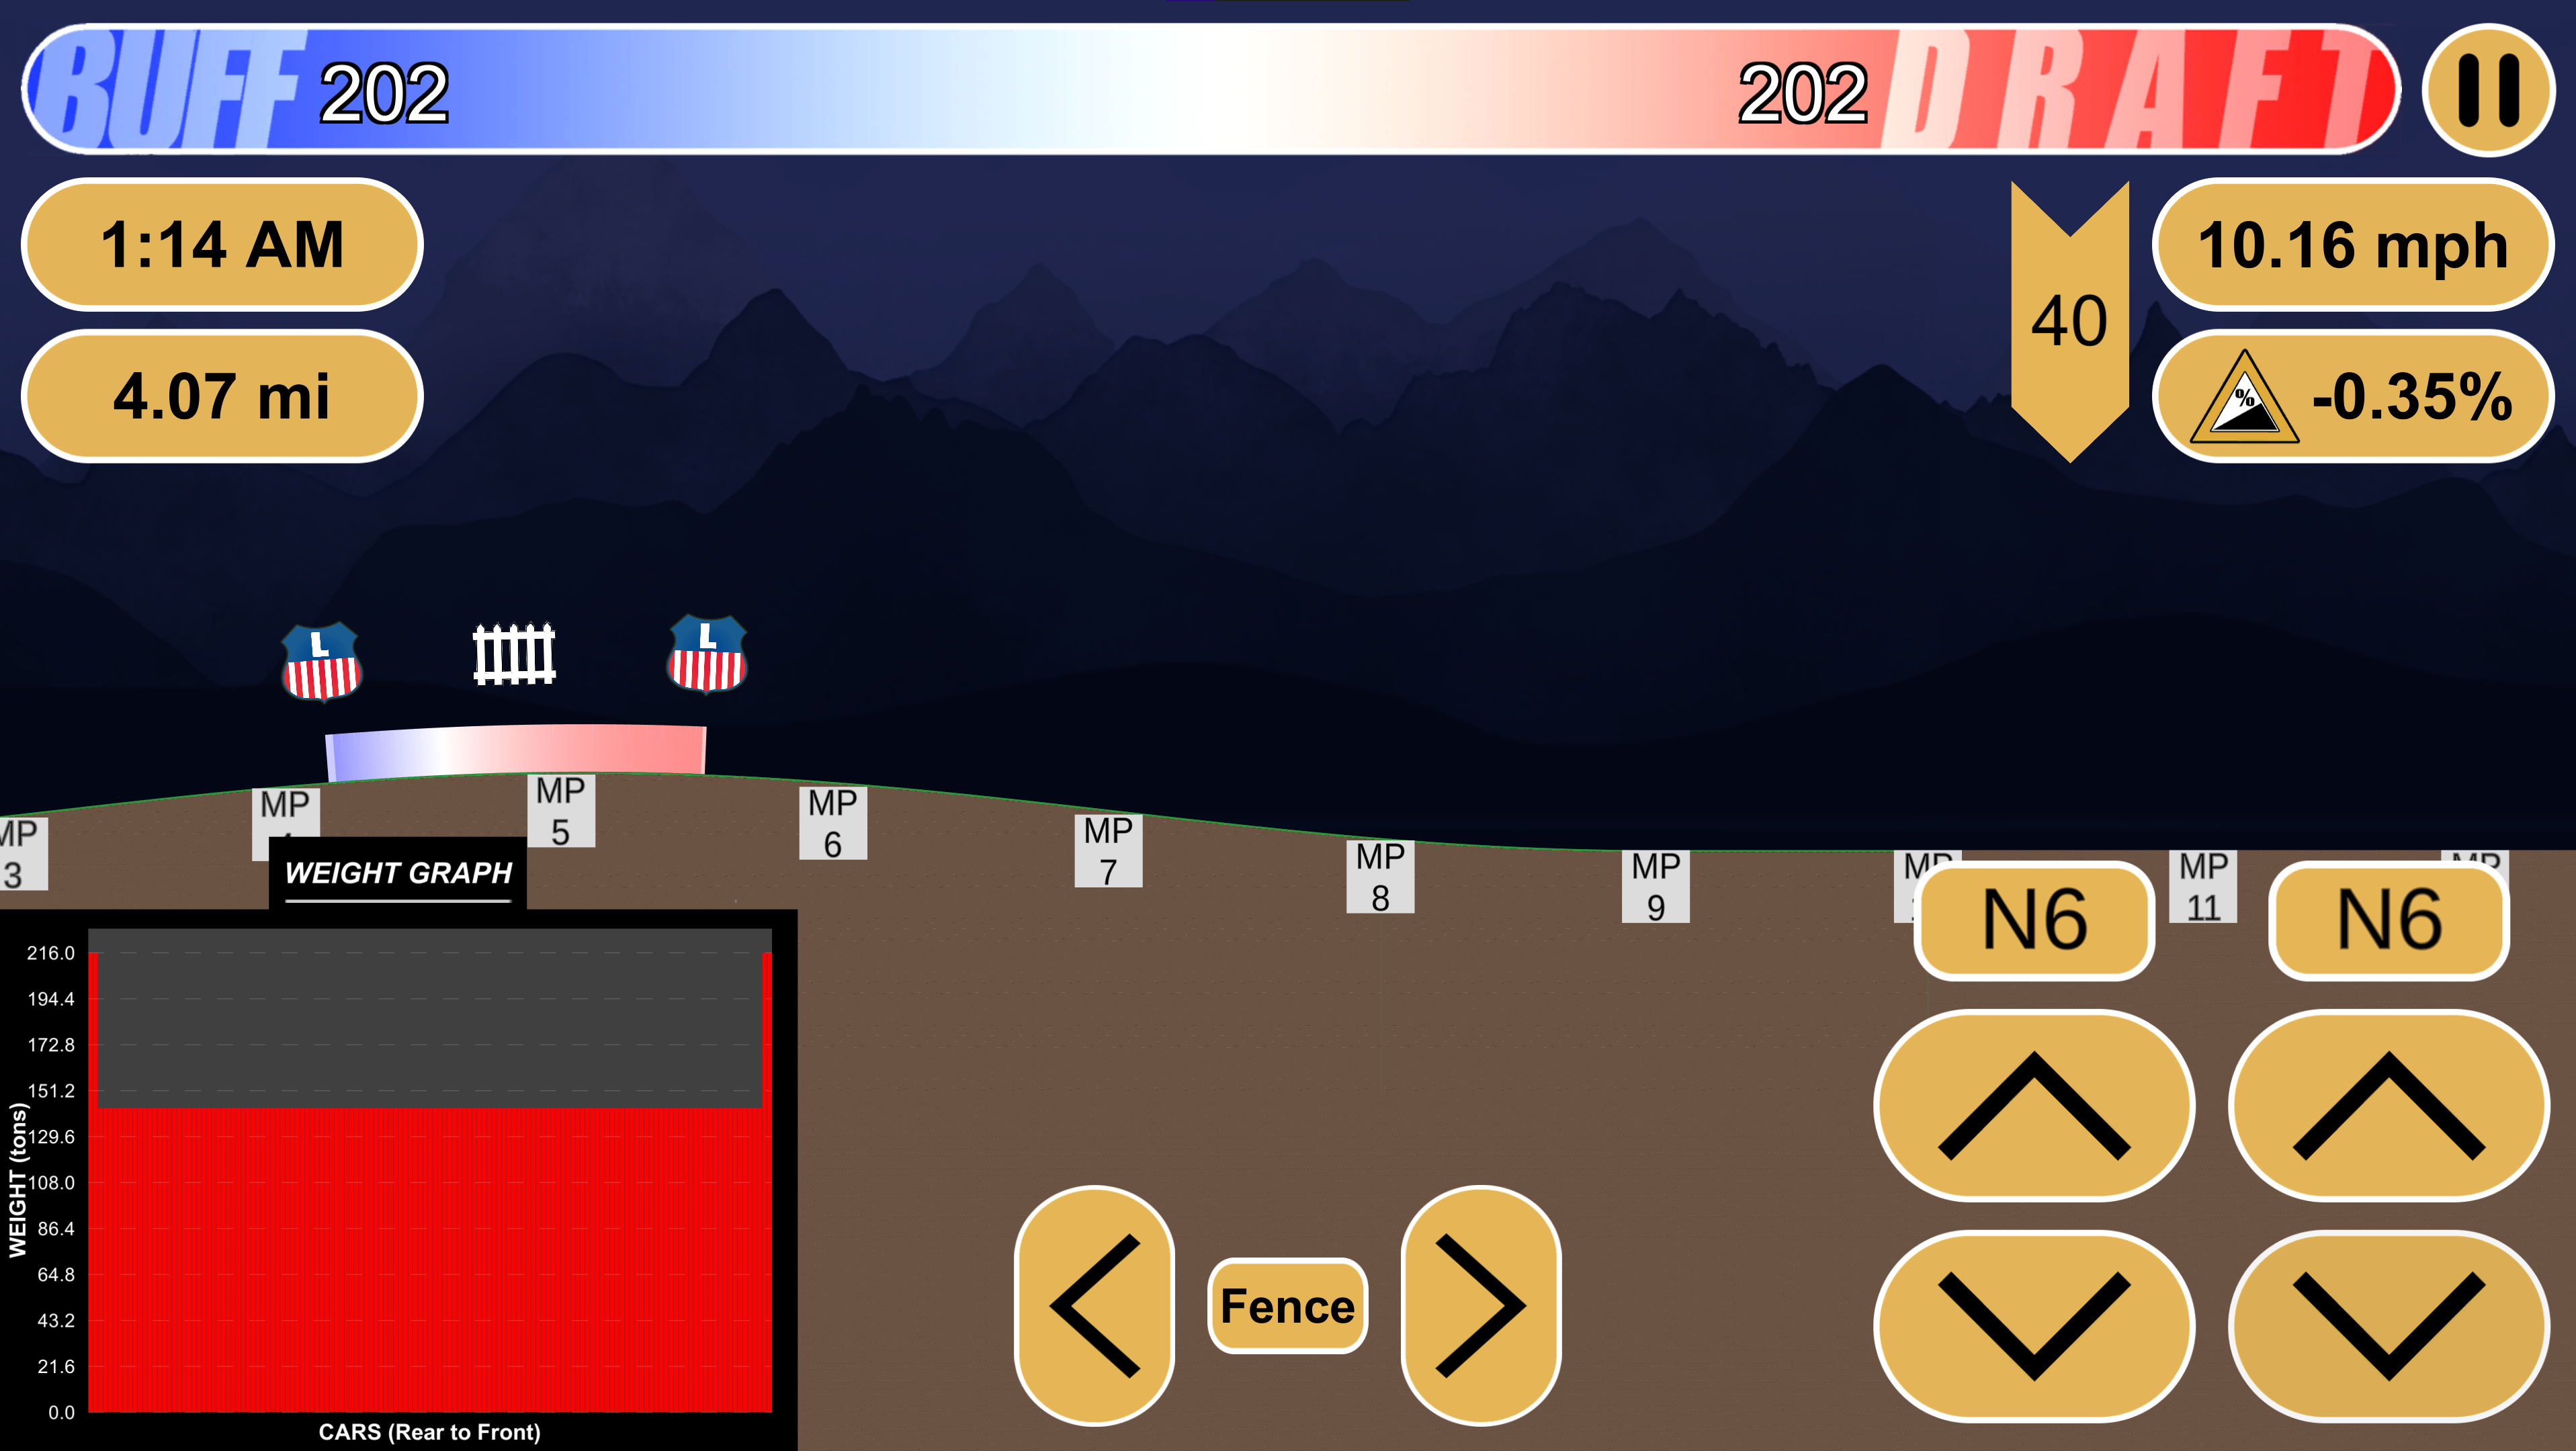 BUFF 202
202 DRAFT
1:14 AM
40
10.16 mph
4.07 mi
%
-0.35%
L
L
MP
3
MP
MP
5
MP
6
MP
7
MP
8
MP
9
MP
MP
11
MP
N6
N6
WEIGHT GRAPH
216.0
194.4
172.8
151.2
129.6
108.0
86.4
64.8
43.2
21.6
0.0
WEIGHT (tons)
CARS (Rear to Front)
Fence